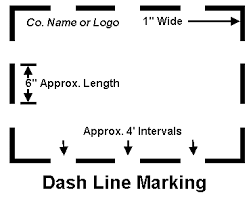 Co. Name or Logo
1" Wide
6" Approx. Length
Approx. 4' Intervals
Dash Line Marking